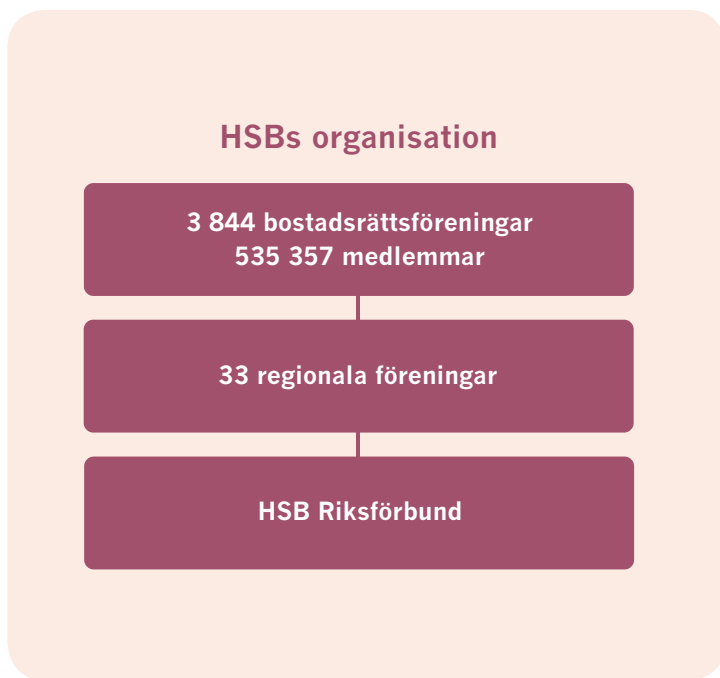 HSBs organisation
3 844 bostadsrättsföreningar
535 357 medlemmar
33 regionala föreningar
HSB Riksförbund